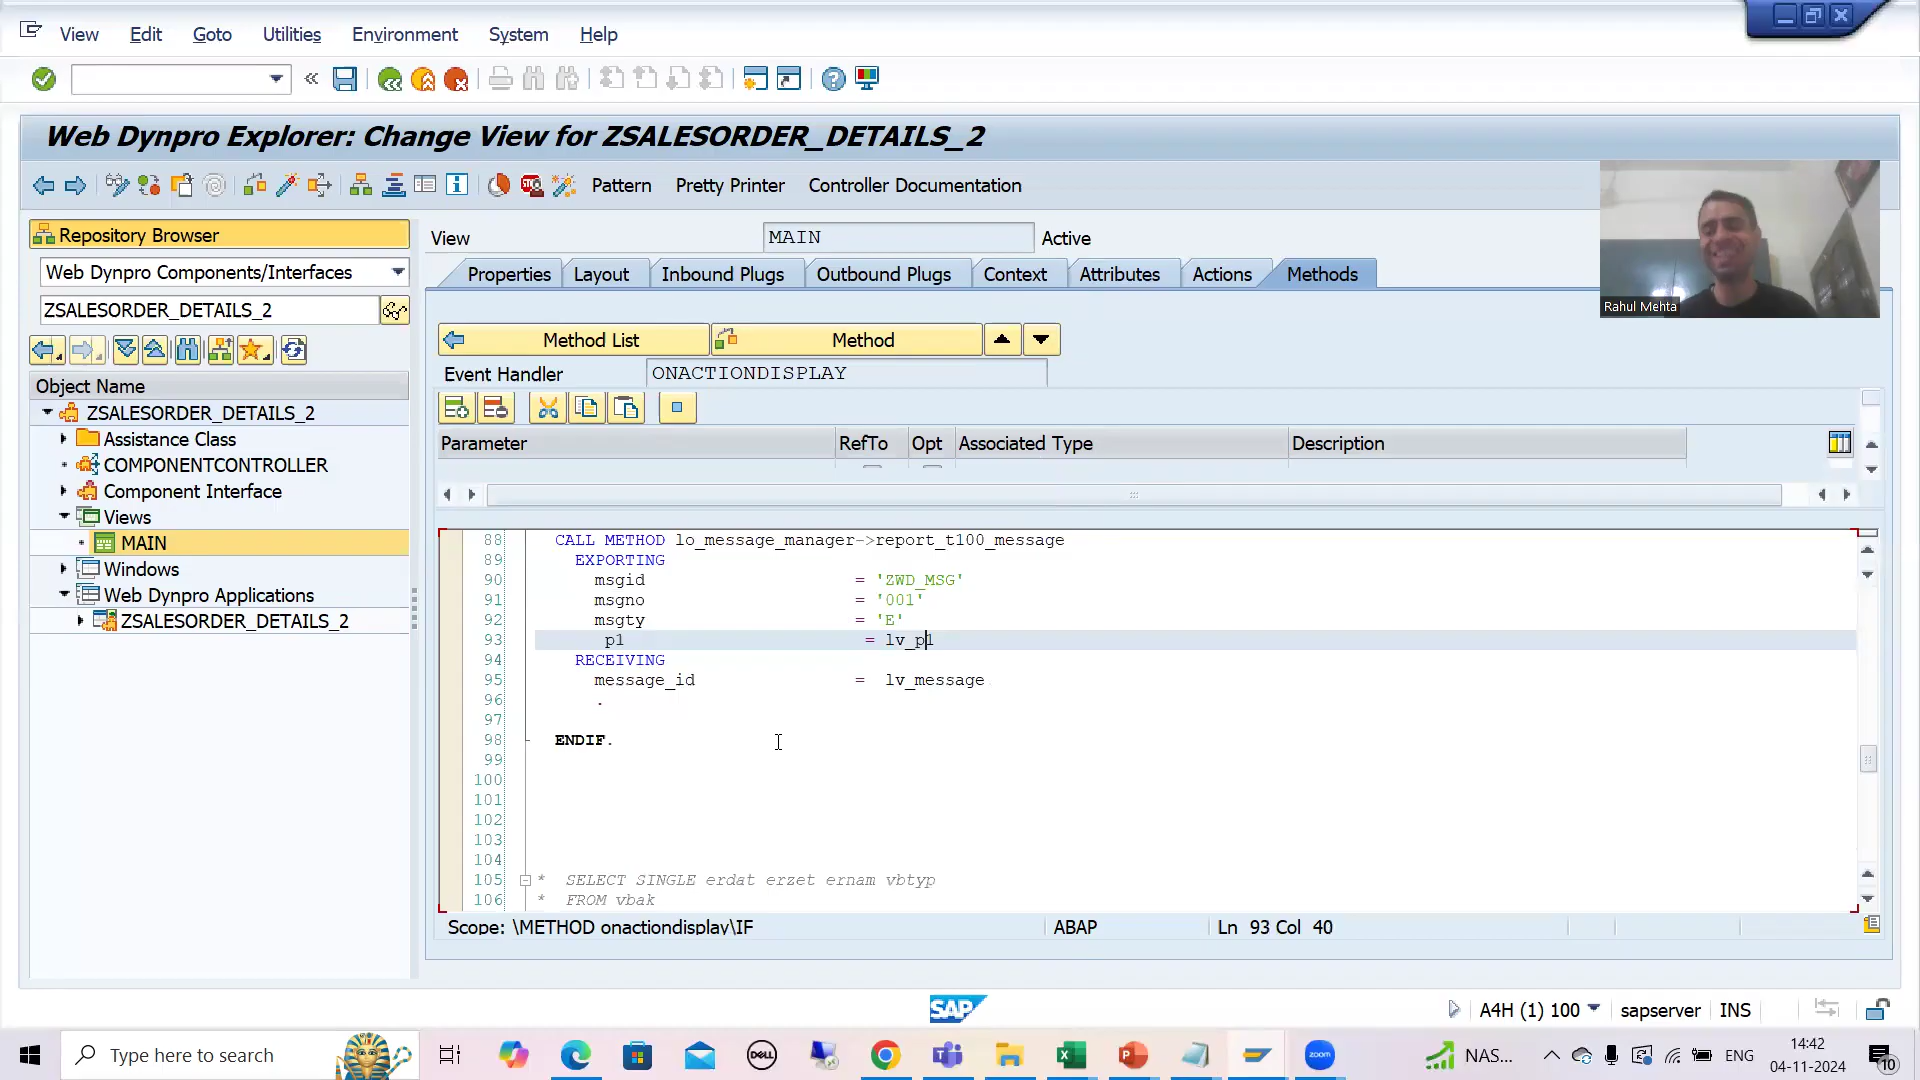 View Edit Goto Utilities Environment System Help
Web Dynpro Explorer: Change View for ZSALESORDER_DETAILS_2
Pattern Pretty Printer Controller Documentation
Repository Browser
Web Dynpro Components/Interfaces
ZSALESORDER_DETAILS_2
Object Name
ZSALESORDER_DETAILS_2
Assistance Class
COMPONENTCONTROLLER
Component Interface
Views
MAIN
Windows
Web Dynpro Applications
ZSALESORDER_DETAILS_2
View MAIN Active
Properties Layout Inbound Plugs Outbound Plugs Context Attributes Actions Methods
Method List Method
Event Handler ONACTIONDISPLAY
Parameter RefTo Opt Associated Type Description
88 CALL METHOD lo_message_manager->report_t100_message
89 EXPORTING
90 msgid = 'ZWD_MSG'
91 msgno = '001'
92 msgty = 'E'
93 p1 = lv_p1
94 RECEIVING
95 message_id = lv_message
96 .
97
98 ENDIF.
99
100
101
102
103
104
105 * SELECT SINGLE erdat erzet ernam vbtyp
106 * FROM vbak
Scope: \METHOD onactiondisplay\IF ABAP Ln 93 Col 40
Rahul Mehta
SAP
A4H (1) 100 sapserver INS
Type here to search
DELL
zoom
NAS...
ENG
14:42
04-11-2024
10